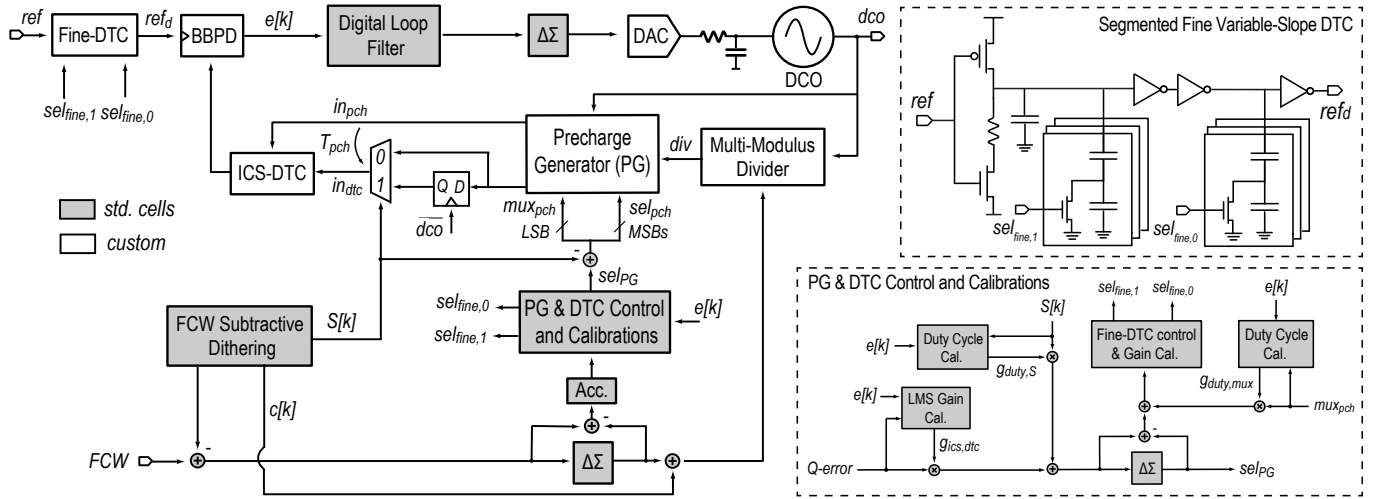 ref
Fine-DTC
ref_d
BBPD
e[k]
Digital Loop
Filter
ΔΣ
DAC
DCO
dco
sel_fine,1
sel_fine,0
in_pch
T_pch
ICS-DTC
in_dtc
0
1
Q D
dco
Precharge
Generator (PG)
div
Multi-Modulus
Divider
mux_pch
LSB
sel_pch
MSBs
std. cells
custom
-
sel_PG
FCW Subtractive
Dithering
S[k]
c[k]
sel_fine,0
sel_fine,1
PG & DTC Control
and Calibrations
e[k]
Acc.
-
FCW
-
ΔΣ
Segmented Fine Variable-Slope DTC
ref
ref_d
sel_fine,1
sel_fine,0
PG & DTC Control and Calibrations
S[k]
e[k]
Duty Cycle
Cal.
g_duty,S
e[k]
LMS Gain
Cal.
g_ics,dtc
Q-error
sel_fine,1
sel_fine,0
Fine-DTC control
& Gain Cal.
e[k]
Duty Cycle
Cal.
g_duty,mux
mux_pch
-
ΔΣ
sel_PG